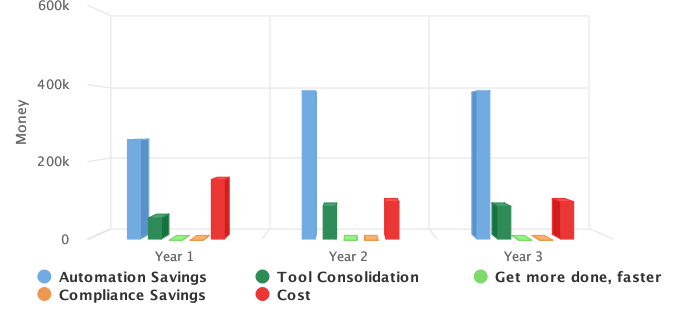 600k
400k
200k
0
Money
Year 1
Year 2
Year 3
Automation Savings
Tool Consolidation
Get more done, faster
Compliance Savings
Cost